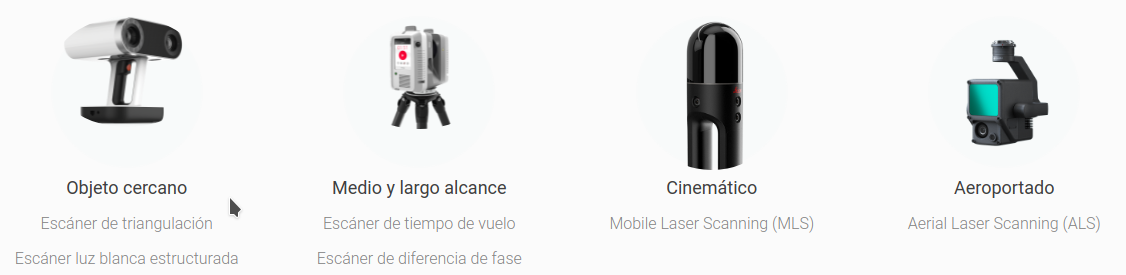 Objeto cercano
Escáner de triangulación
Escáner luz blanca estructurada
Medio y largo alcance
Escáner de tiempo de vuelo
Escáner de diferencia de fase
Cinemático
Mobile Laser Scanning (MLS)
Aeroportado
Aerial Laser Scanning (ALS)